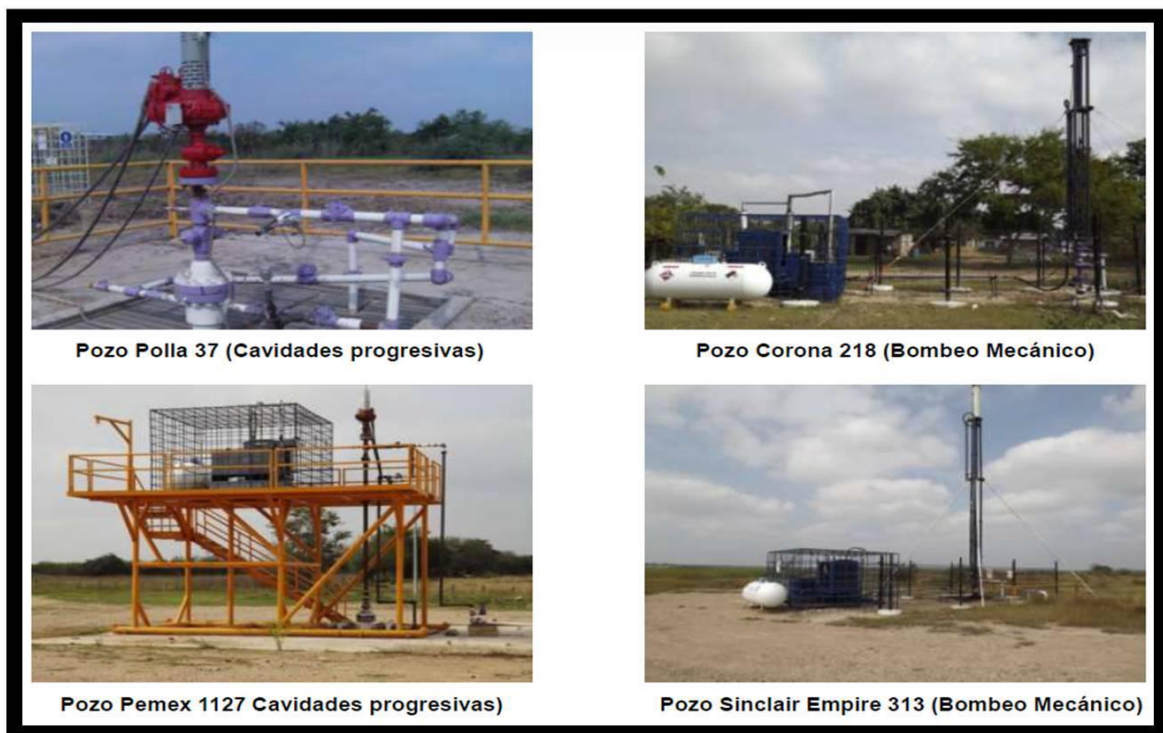 Pozo Polla 37 (Cavidades progresivas)
Pozo Corona 218 (Bombeo Mecánico)
Pozo Pemex 1127 Cavidades progresivas)
Pozo Sinclair Empire 313 (Bombeo Mecánico)